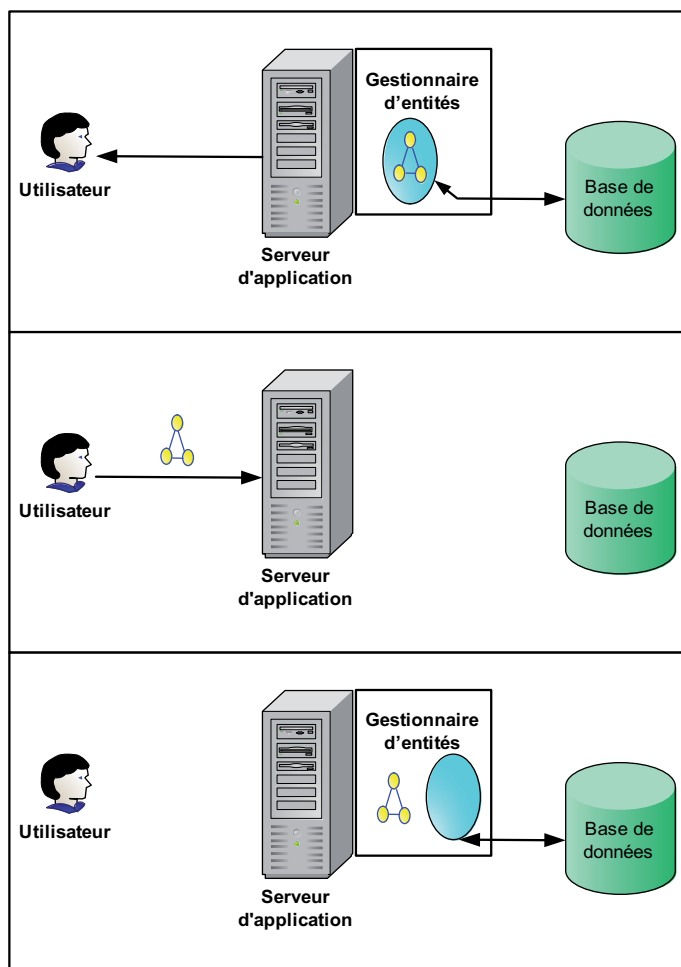 Gestionnaire
d'entités
Utilisateur
Base de
données
Serveur
d'application
Utilisateur
Base de
données
Serveur
d'application
Gestionnaire
d'entités
Utilisateur
Base de
données
Serveur
d'application